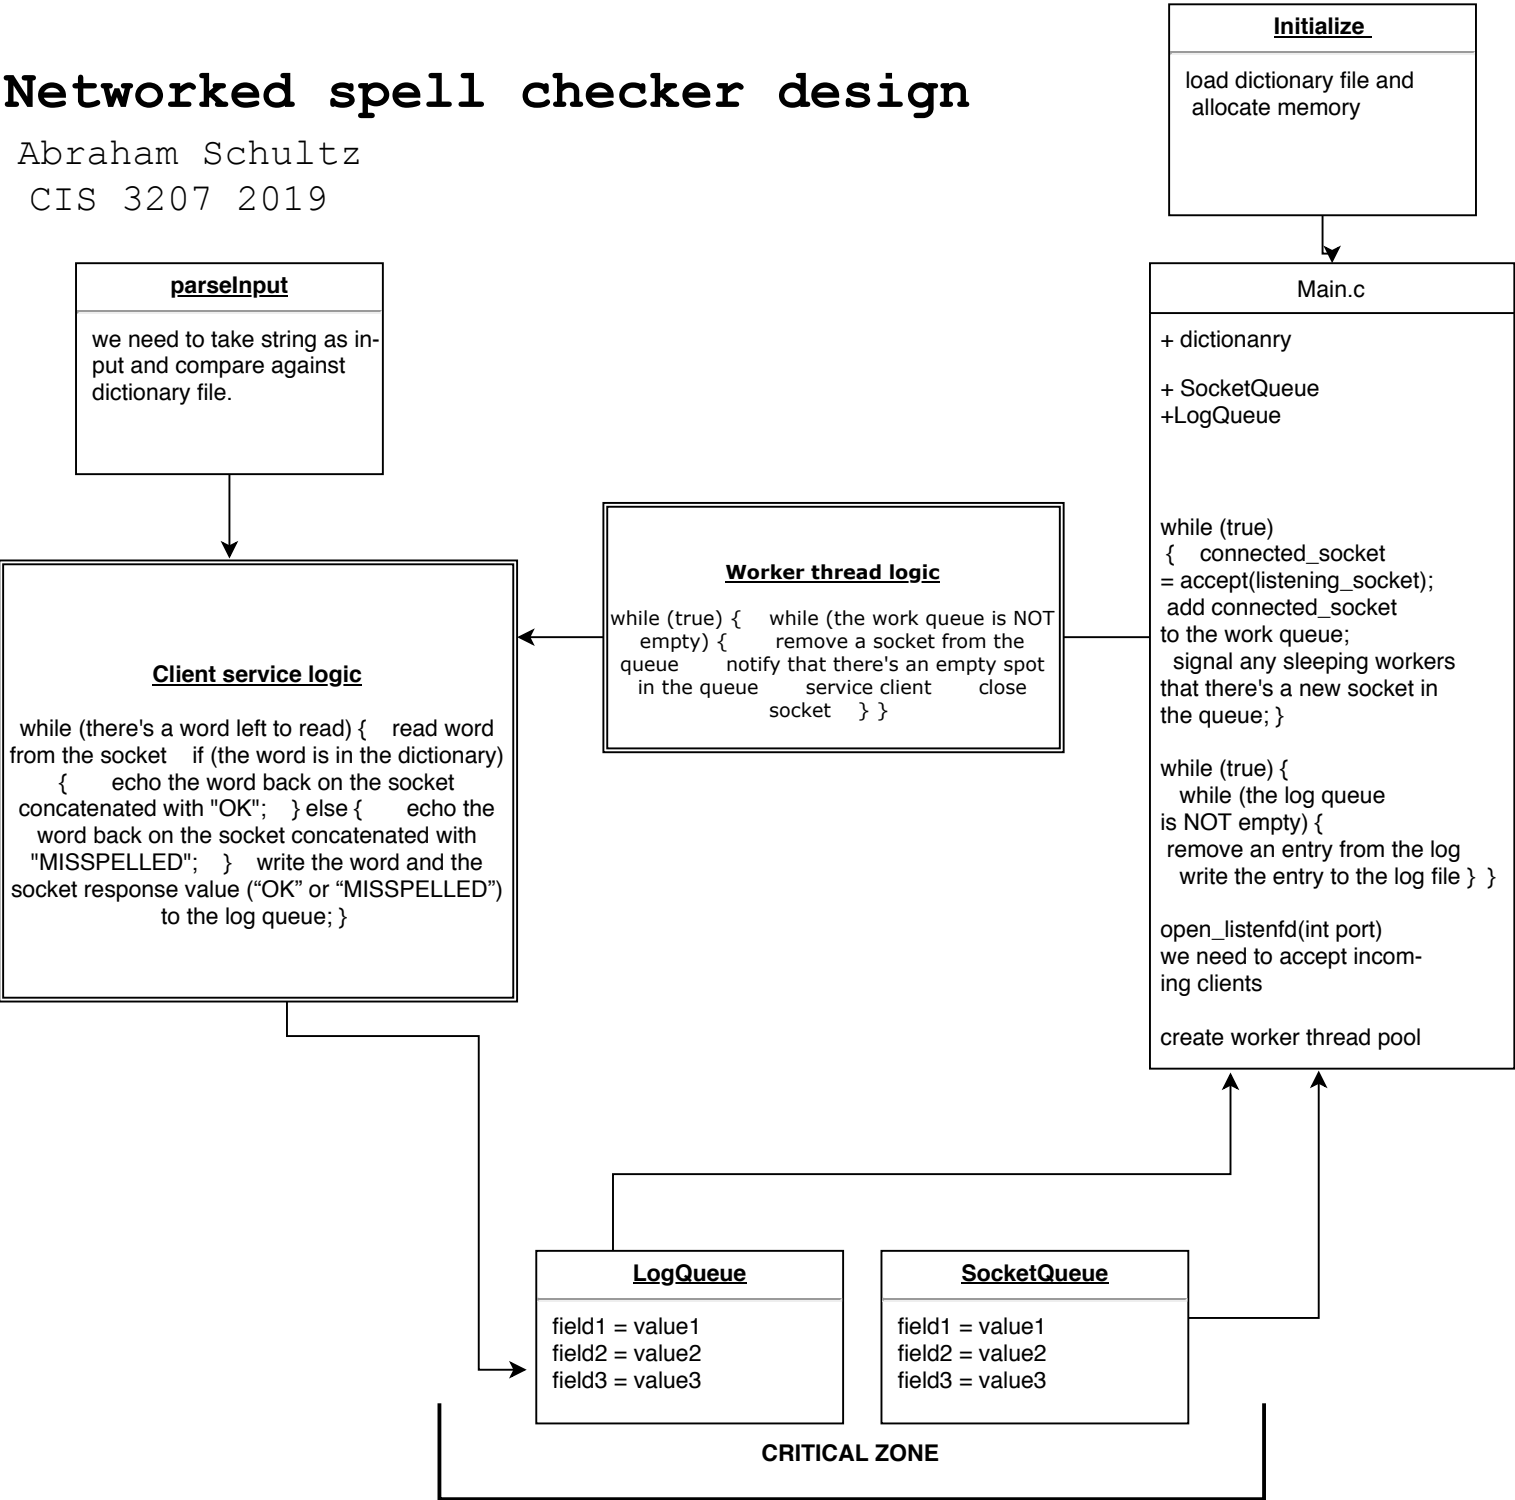 Networked spell checker design
Abraham Schultz
CIS 3207 2019
Initialize
load dictionary file and
allocate memory
parseInput
we need to take string as in-
put and compare against
dictionary file.
Main.c
+ dictionanry
+ SocketQueue
+LogQueue
while (true)
{ connected_socket
= accept(listening_socket);
add connected_socket
to the work queue;
signal any sleeping workers
that there's a new socket in
the queue; }
while (true) {
while (the log queue
is NOT empty) {
remove an entry from the log
write the entry to the log file } }
open_listenfd(int port)
we need to accept incom-
ing clients
create worker thread pool
Worker thread logic
while (true) { while (the work queue is NOT
empty) { remove a socket from the
queue notify that there's an empty spot
in the queue service client close
socket } }
Client service logic
while (there's a word left to read) { read word
from the socket if (the word is in the dictionary)
{ echo the word back on the socket
concatenated with "OK"; } else { echo the
word back on the socket concatenated with
"MISSPELLED"; } write the word and the
socket response value (“OK” or “MISSPELLED”)
to the log queue; }
LogQueue
field1 = value1
field2 = value2
field3 = value3
SocketQueue
field1 = value1
field2 = value2
field3 = value3
CRITICAL ZONE